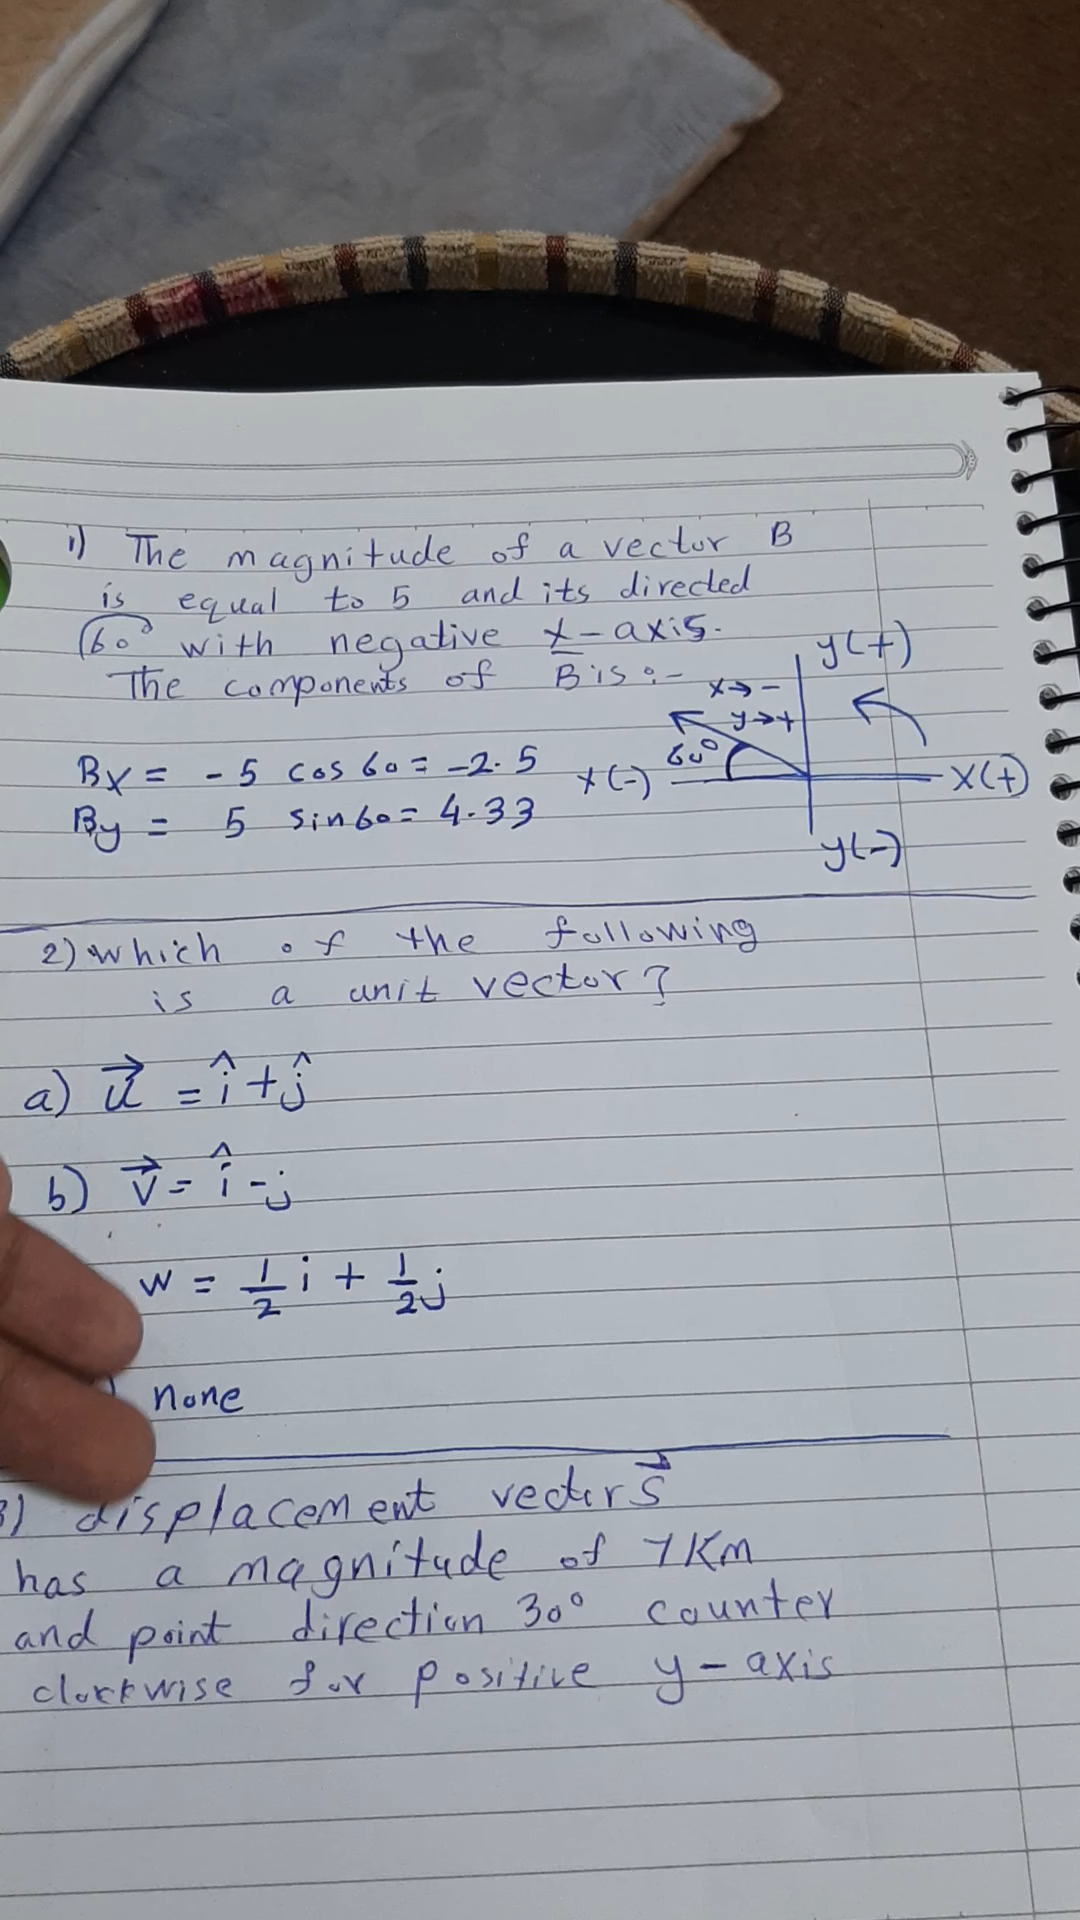 1) The magnitude of a vector B
is equal to 5 and its directed
60° with negative x-axis.
The components of B is:-
y(+)
x→-
y→+
60°
x(-)
x(+)
y(-)
Bx = -5 cos 60 = -2.5
By = 5 sin 60 = 4.33
2) which of the following
is a unit vector?
a) u⃗ = î + ĵ
b) v⃗ = î - j
w = 1/2 i + 1/2 j
none
3) displacement vector s⃗
has a magnitude of 7 Km
and point direction 30° counter
clockwise for positive y-axis